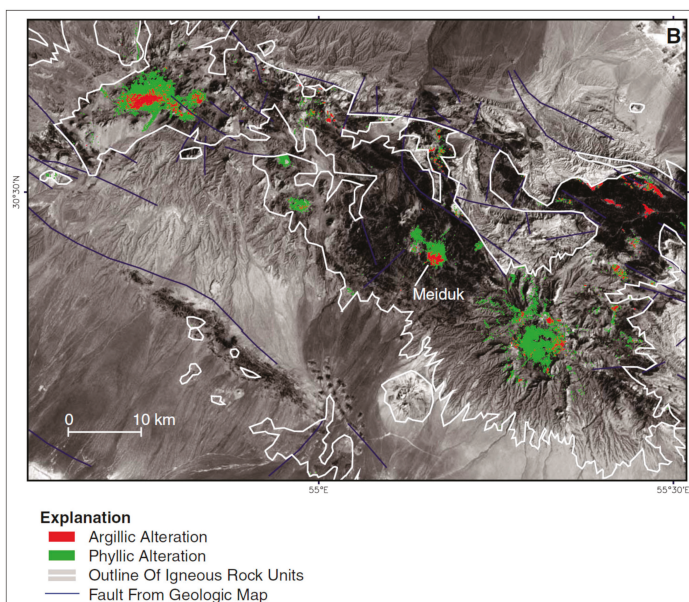 B
30°30'N
Meiduk
0 10 km
55°E 55°30'E
Explanation
Argillic Alteration
Phyllic Alteration
Outline Of Igneous Rock Units
Fault From Geologic Map